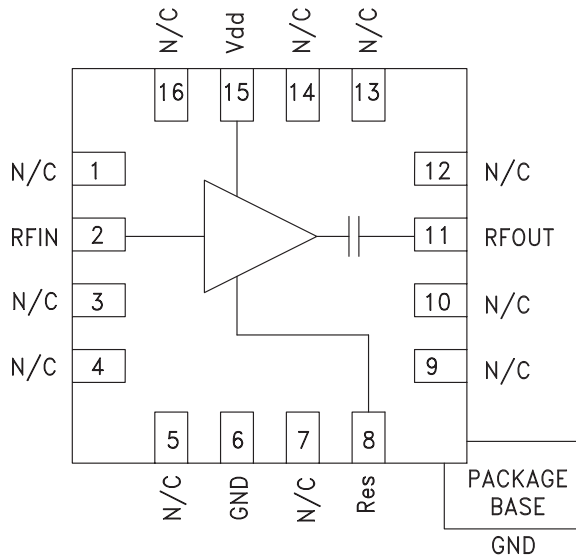 N/C
Vdd
N/C
N/C
16
15
14
13
N/C
1
12
N/C
RFIN
2
11
RFOUT
N/C
3
10
N/C
N/C
4
9
N/C
5
6
7
8
N/C
GND
N/C
Res
PACKAGE
BASE
GND